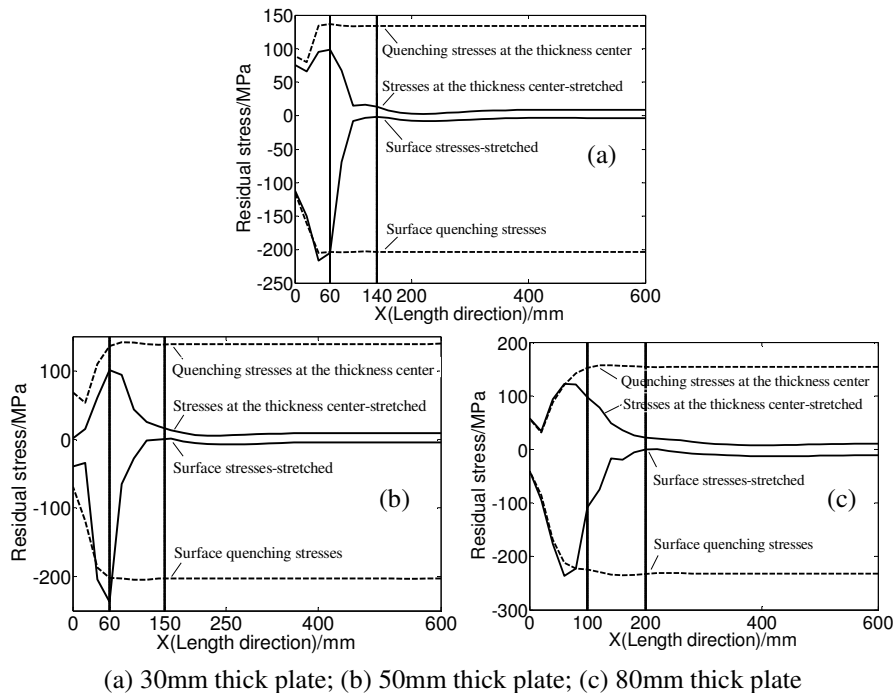 150
100
50
0
-50
-100
-150
-200
-250
Residual stress/MPa
Quenching stresses at the thickness center
Stresses at the thickness center-stretched
Surface stresses-stretched
(a)
Surface quenching stresses
0 60 140 200 400 600
X(Length direction)/mm
100
0
-100
-200
Residual stress/MPa
Quenching stresses at the thickness center
Stresses at the thickness center-stretched
Surface stresses-stretched
(b)
Surface quenching stresses
0 60 150 250 400 600
X(Length direction)/mm
200
100
0
-100
-200
-300
Residual stress/MPa
Quenching stresses at the thickness center
Stresses at the thickness center-stretched
Surface stresses-stretched
(c)
Surface quenching stresses
0 100 200 400 600
X(Length direction)/mm
(a) 30mm thick plate; (b) 50mm thick plate; (c) 80mm thick plate